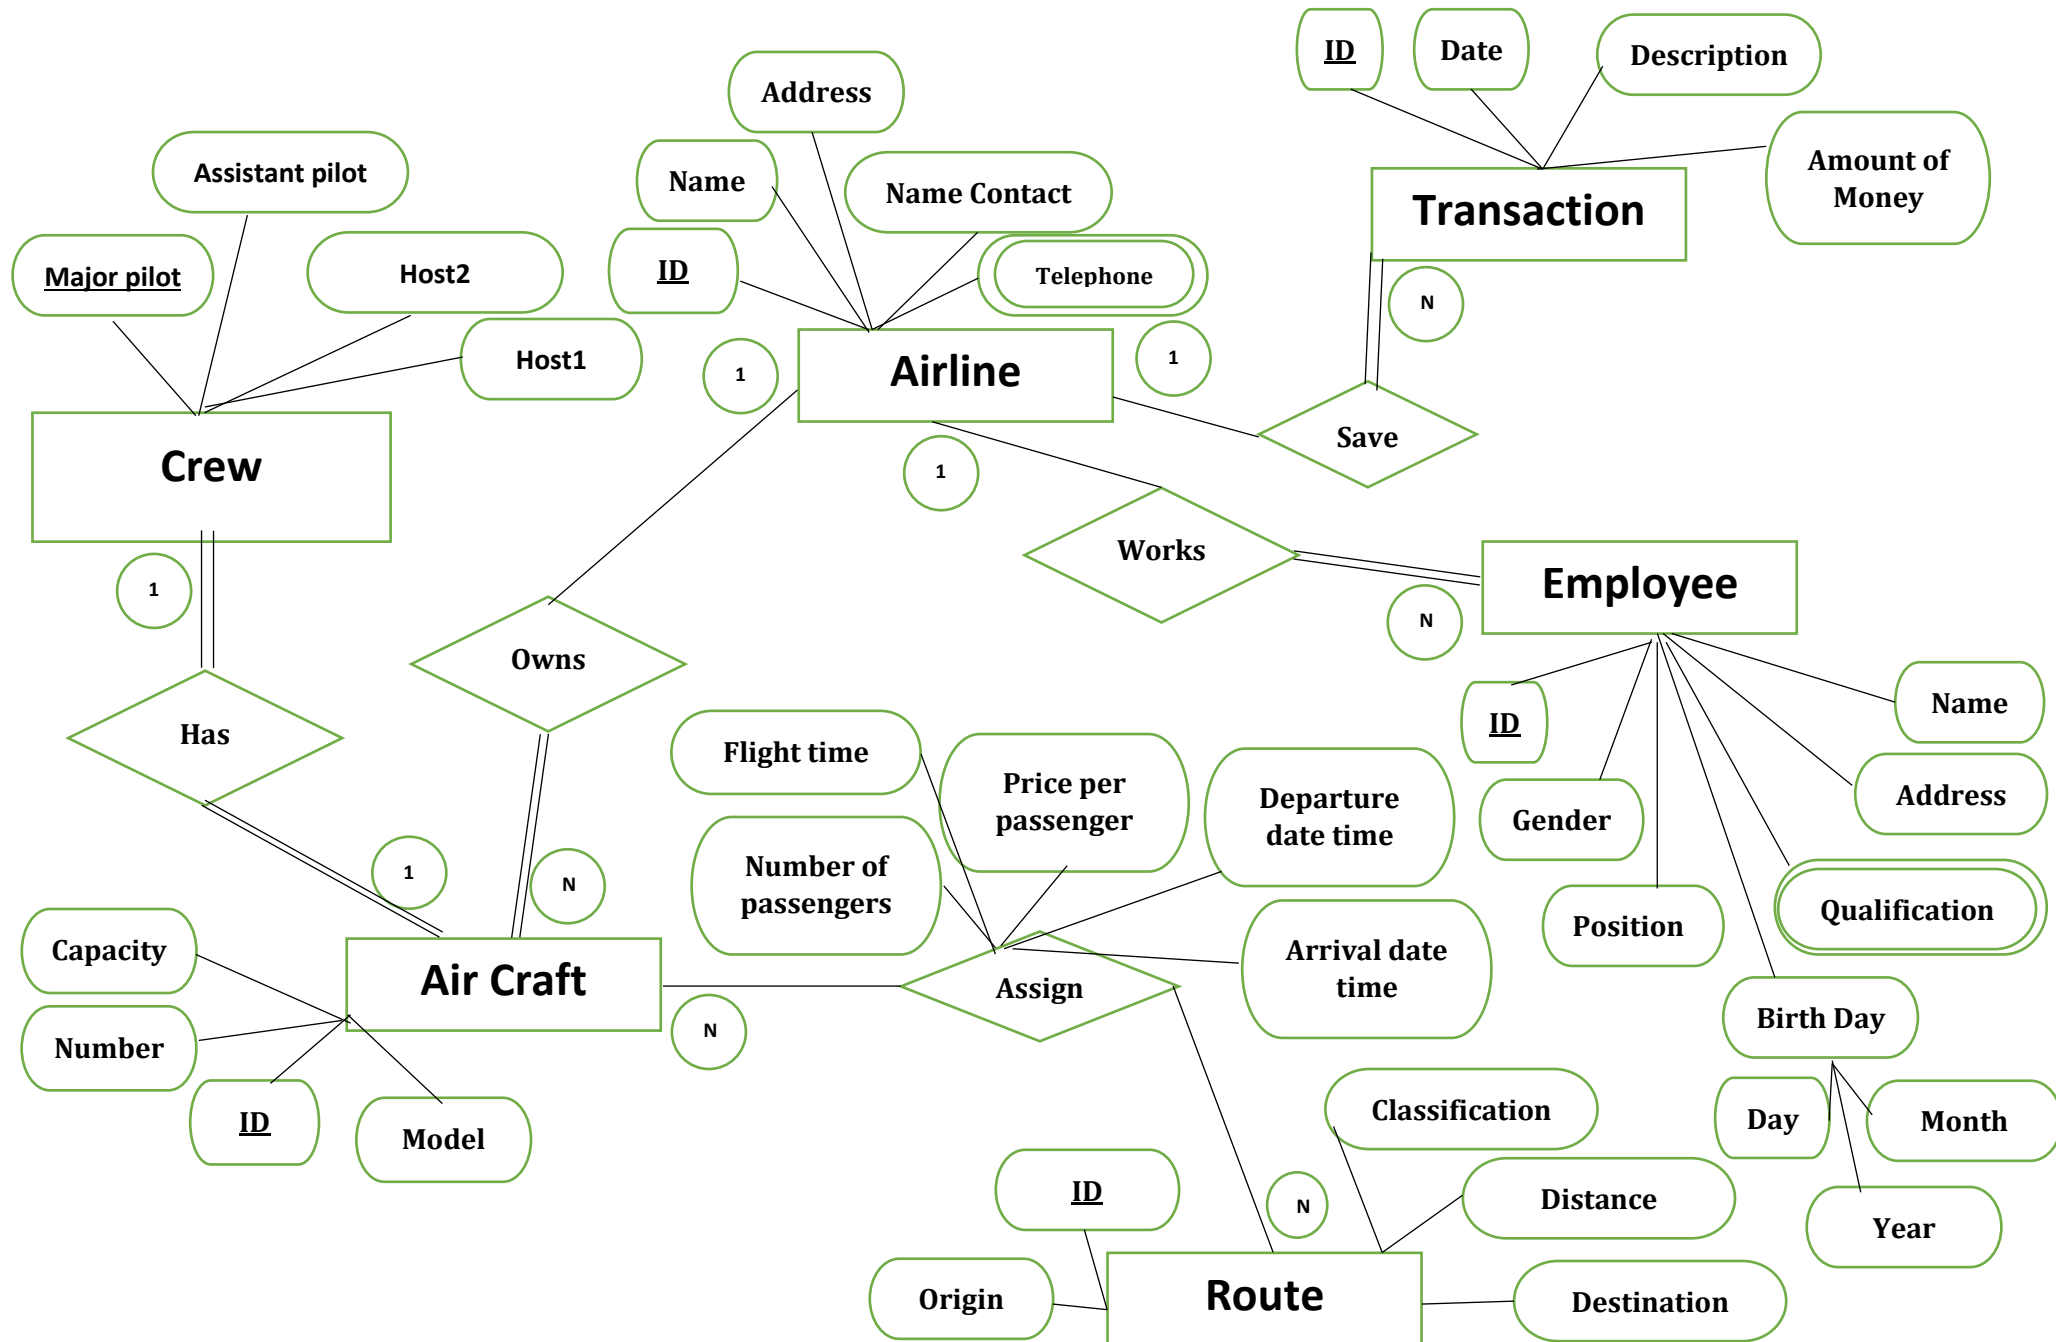 ID
Date
Description
Address
Amount of
Money
Assistant pilot
Name
Name Contact
Transaction
Major pilot
Host2
ID
Telephone
N
Host1
1
Airline
1
Save
Crew
1
Works
1
Employee
N
Owns
Has
ID
Name
Flight time
Price per
passenger
Departure
date time
Gender
Address
Number of
passengers
1
N
Position
Qualification
Capacity
Air Craft
Assign
Arrival date
time
Number
N
Birth Day
ID
Model
Classification
Day
Month
ID
N
Distance
Year
Origin
Route
Destination